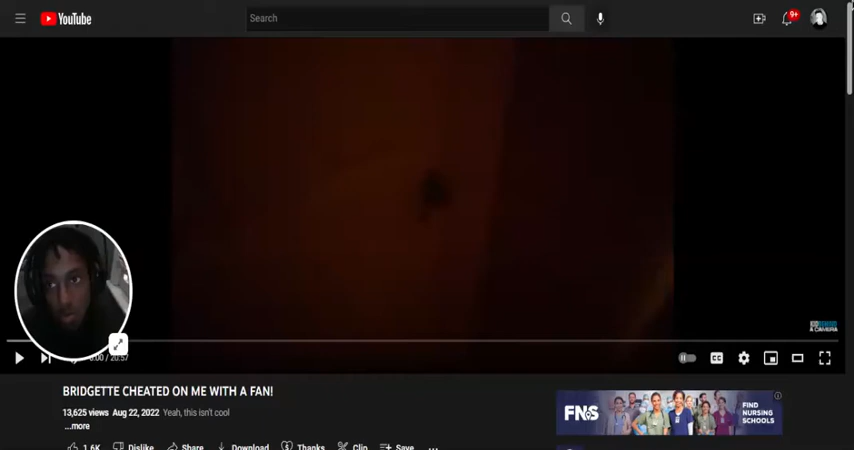 YouTube
Search
9+
0:00 / 20:57
CC
BRIDGETTE CHEATED ON ME WITH A FAN!
13,625 views Aug 22, 2022 Yeah, this isn't cool
...more
1.6K Dislike Share Download Thanks Clip Save ...
FNS
FIND
NURSING
SCHOOLS